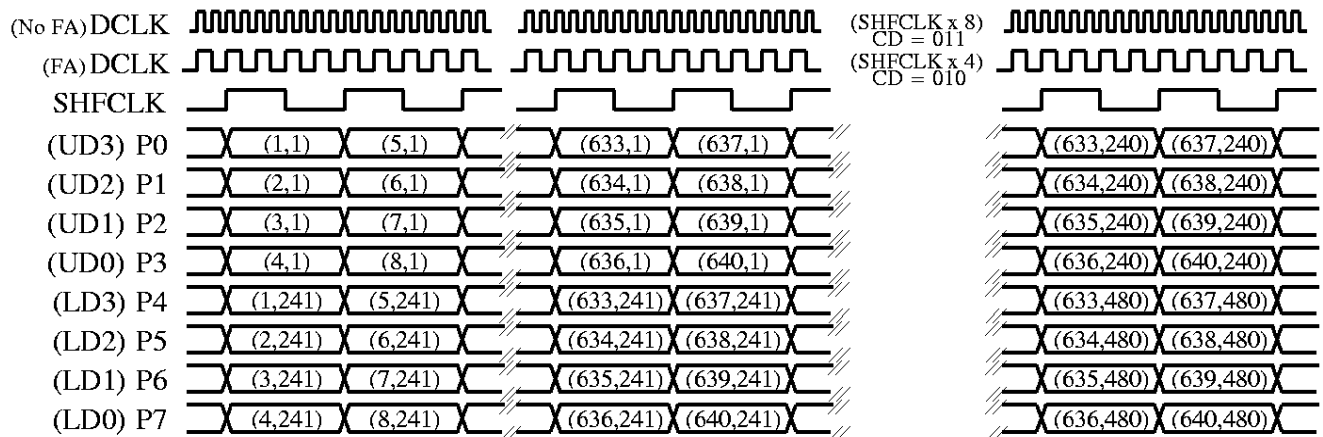 (No FA) DCLK (SHFCLK x 8)
CD = 011
(FA) DCLK (SHFCLK x 4)
CD = 010
SHFCLK
(UD3) P0 (1,1) (5,1) (633,1) (637,1) (633,240) (637,240)
(UD2) P1 (2,1) (6,1) (634,1) (638,1) (634,240) (638,240)
(UD1) P2 (3,1) (7,1) (635,1) (639,1) (635,240) (639,240)
(UD0) P3 (4,1) (8,1) (636,1) (640,1) (636,240) (640,240)
(LD3) P4 (1,241) (5,241) (633,241) (637,241) (633,480) (637,480)
(LD2) P5 (2,241) (6,241) (634,241) (638,241) (634,480) (638,480)
(LD1) P6 (3,241) (7,241) (635,241) (639,241) (635,480) (639,480)
(LD0) P7 (4,241) (8,241) (636,241) (640,241) (636,480) (640,480)